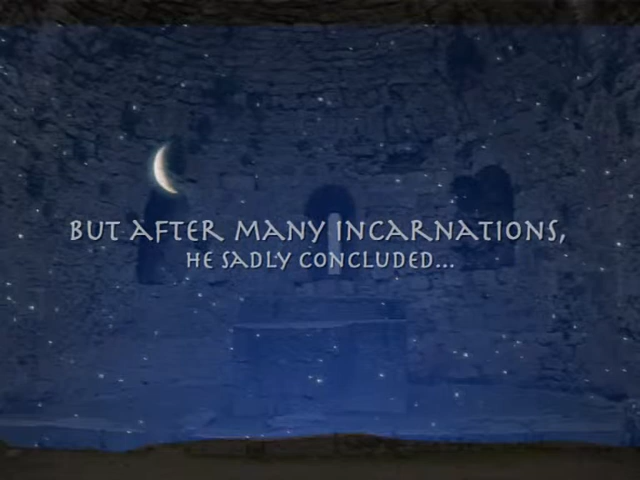 BUT AFTER MANY INCARNATIONS,
HE SADLY CONCLUDED...